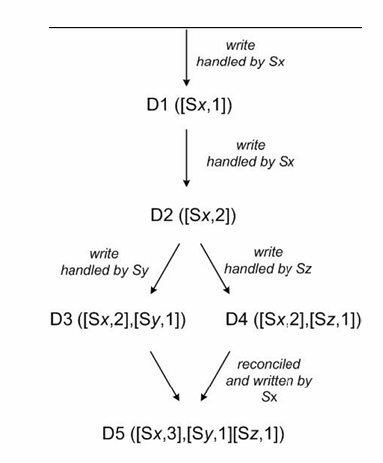 write
handled by Sx
D1 ([Sx,1])
write
handled by Sx
D2 ([Sx,2])
write
handled by Sy
write
handled by Sz
D3 ([Sx,2],[Sy,1])
D4 ([Sx,2],[Sz,1])
reconciled
and written by
Sx
D5 ([Sx,3],[Sy,1][Sz,1])